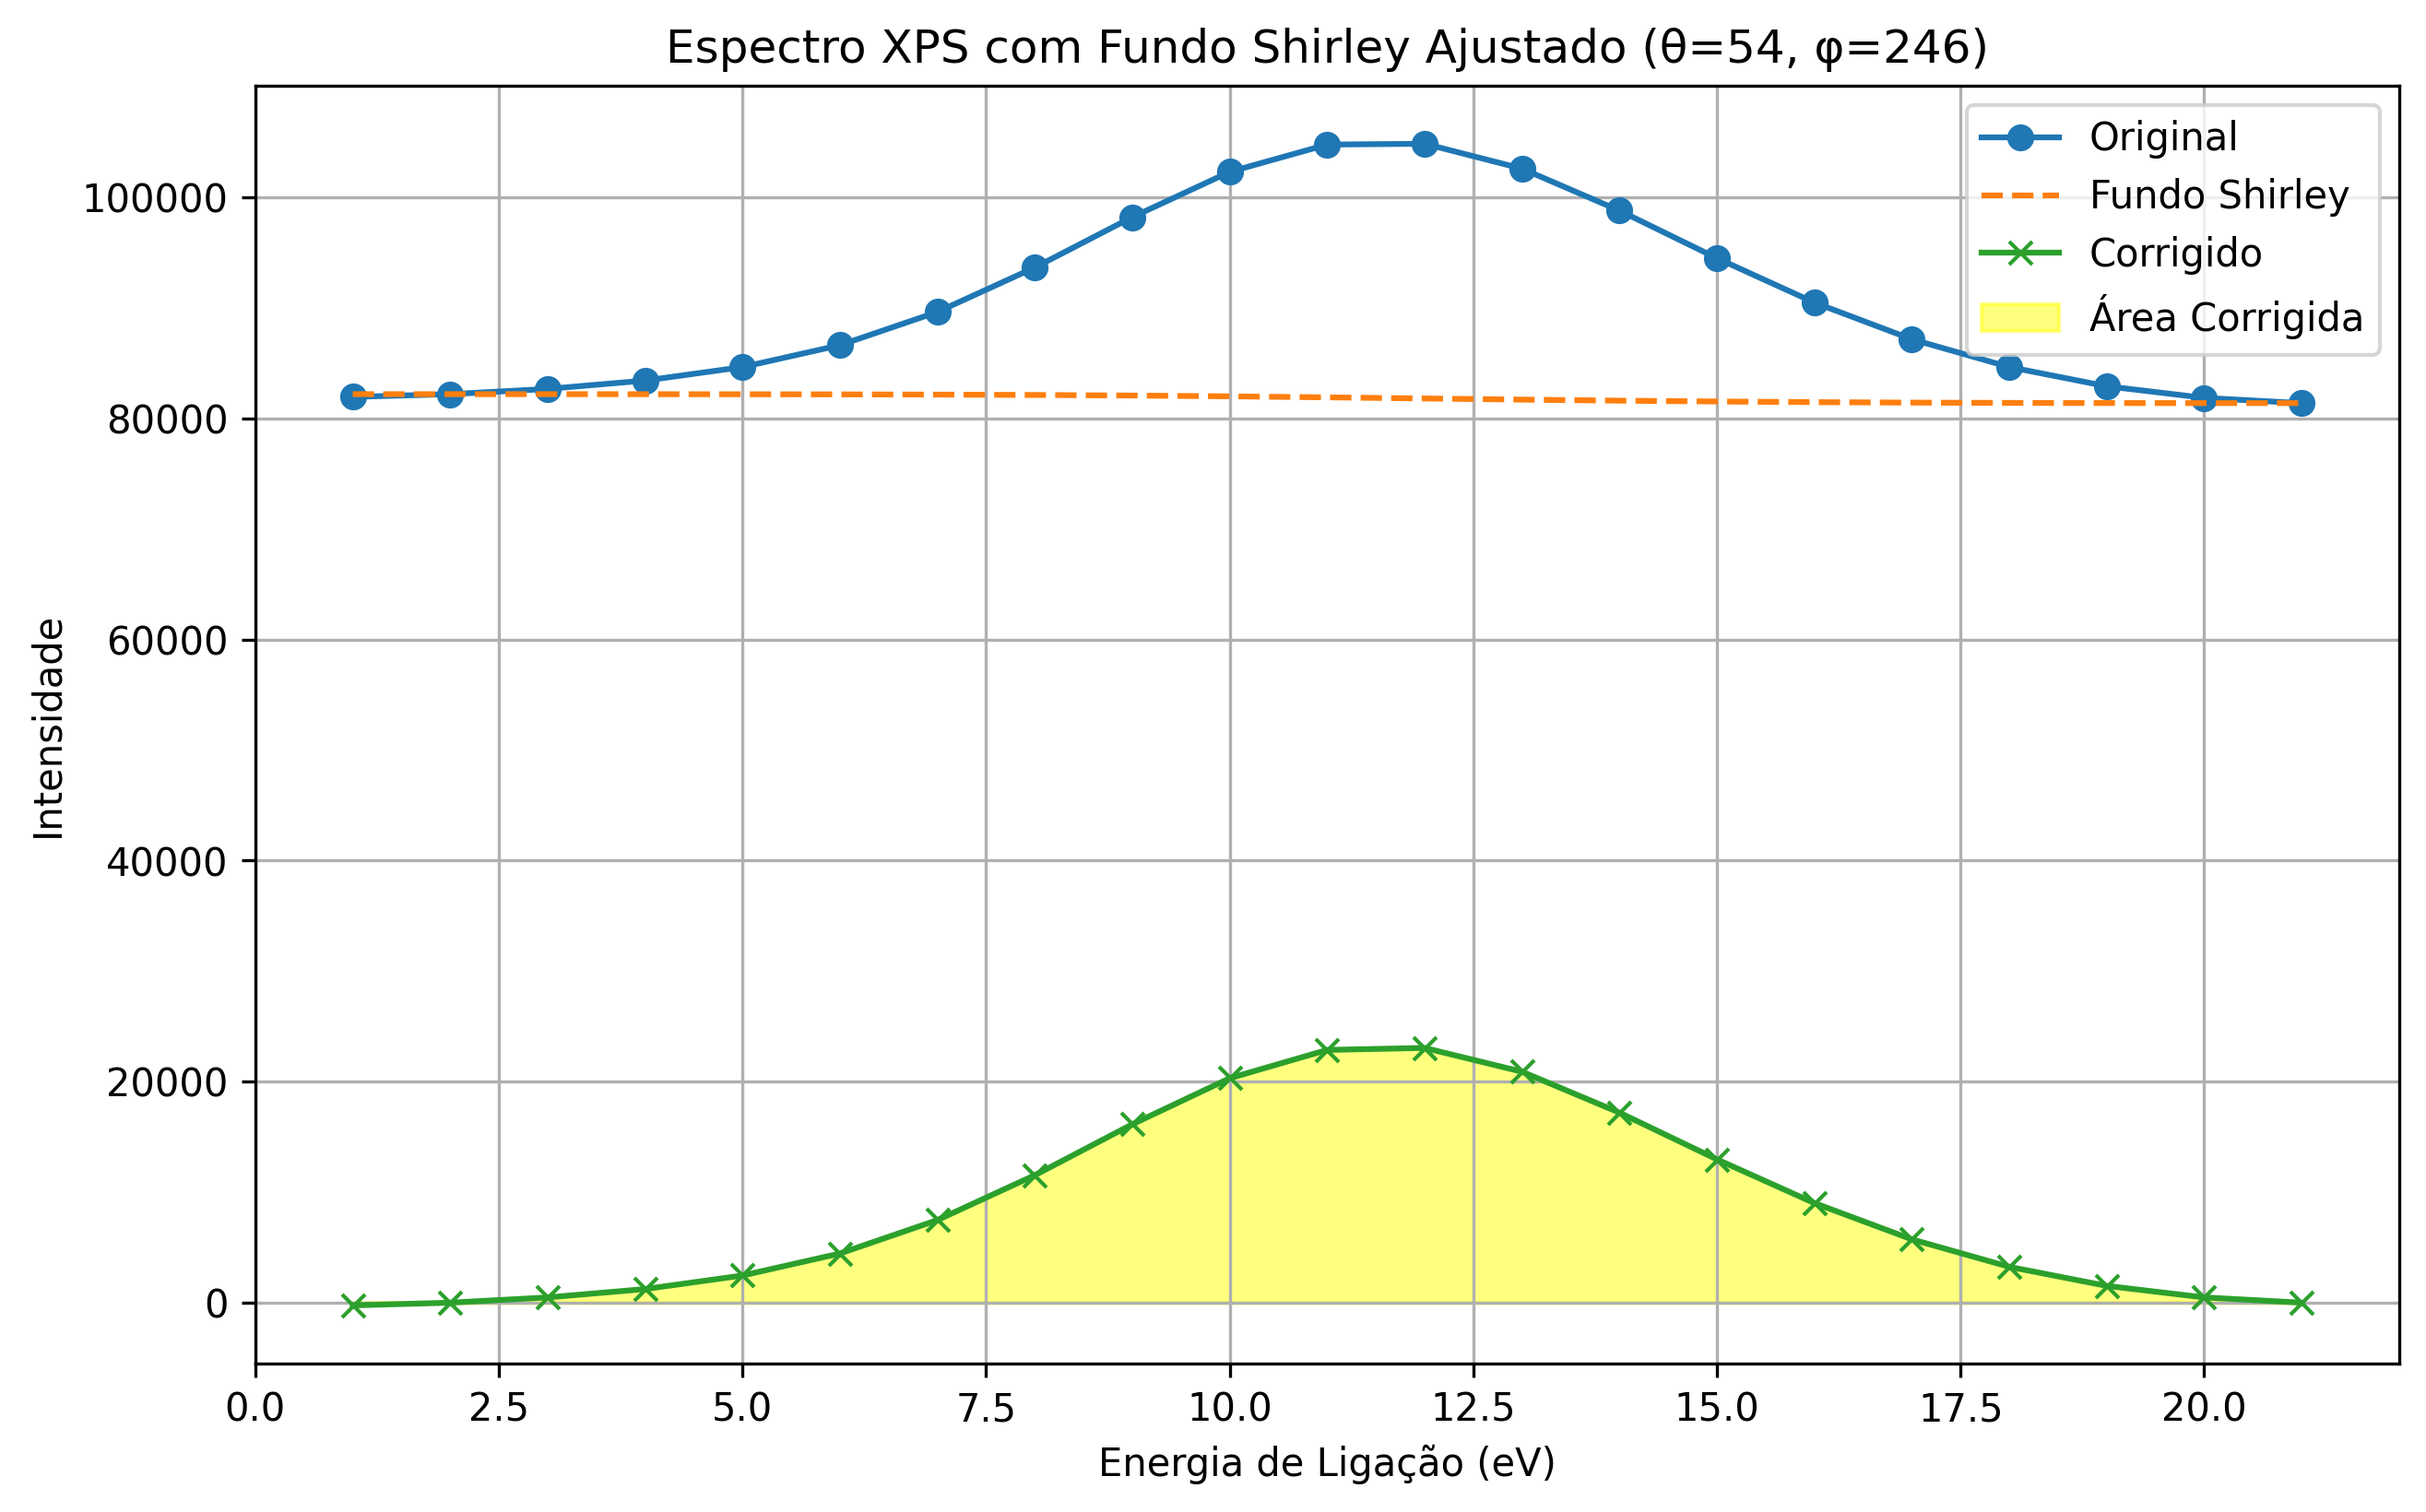 Espectro XPS com Fundo Shirley Ajustado (θ=54, φ=246)
Original
Fundo Shirley
Corrigido
Área Corrigida
Intensidade
100000
80000
60000
40000
20000
0
0.0 2.5 5.0 7.5 10.0 12.5 15.0 17.5 20.0
Energia de Ligação (eV)